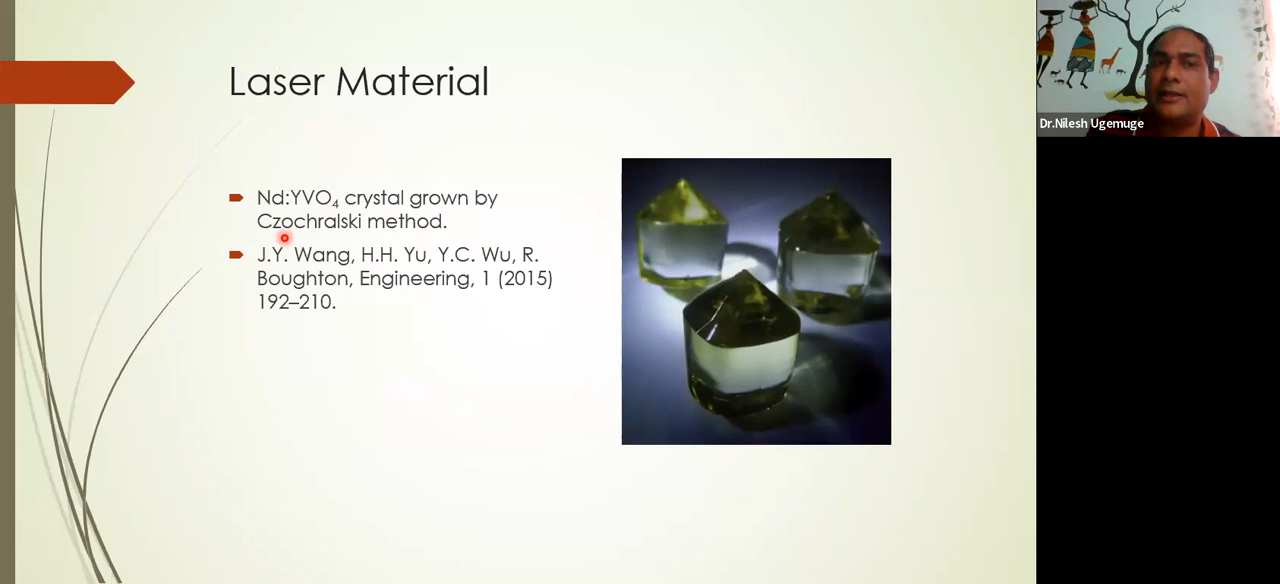 Laser Material
Nd:YVO₄ crystal grown by
Czochralski method.
J.Y. Wang, H.H. Yu, Y.C. Wu, R.
Boughton, Engineering, 1 (2015)
192–210.
Dr.Nilesh Ugemuge